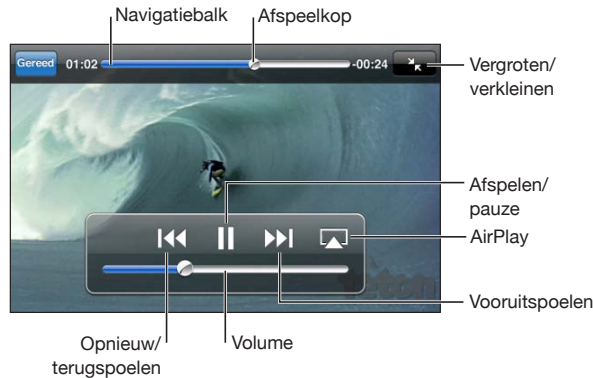 Navigatiebalk
Afspeelkop
Gereed
01:02
-00:24
Vergroten/
verkleinen
Afspelen/
pauze
AirPlay
Vooruitspoelen
Opnieuw/
terugspoelen
Volume